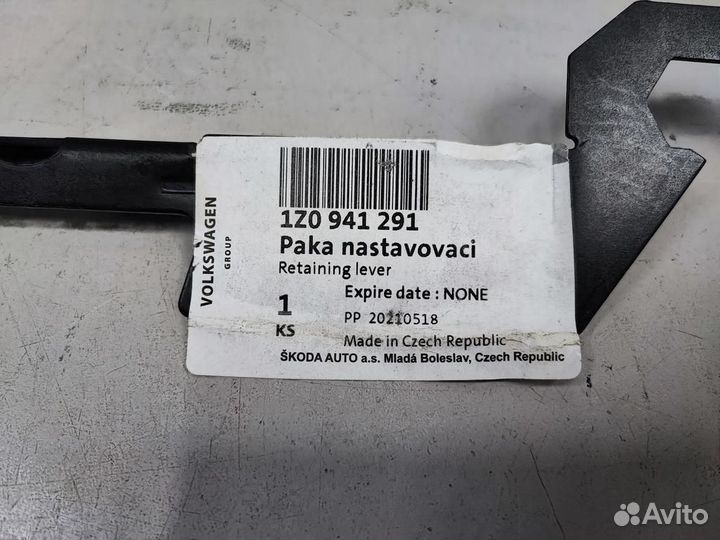 VOLKSWAGEN
GROUP
1Z0 941 291
Paka nastavovaci
Retaining lever
1
KS
Expire date : NONE
PP 20210518
Made in Czech Republic
ŠKODA AUTO a.s. Mladá Boleslav, Czech Republic
Avito